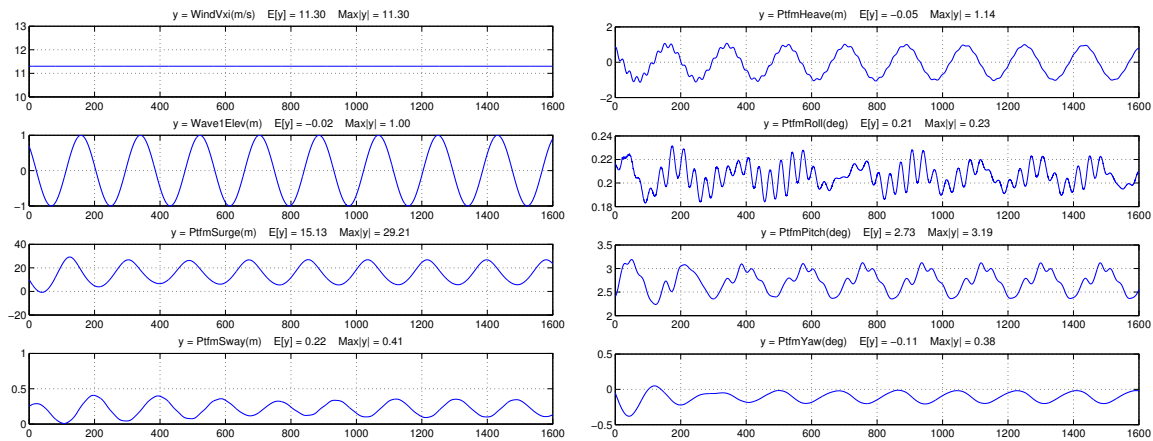 y = WindVxi(m/s) E[y] = 11.30 Max|y| = 11.30
13
12
11
10
0 200 400 600 800 1000 1200 1400 1600
y = Wave1Elev(m) E[y] = −0.02 Max|y| = 1.00
1
0
−1
0 200 400 600 800 1000 1200 1400 1600
y = PtfmSurge(m) E[y] = 15.13 Max|y| = 29.21
40
20
0
−20
0 200 400 600 800 1000 1200 1400 1600
y = PtfmSway(m) E[y] = 0.22 Max|y| = 0.41
1
0.5
0
0 200 400 600 800 1000 1200 1400 1600
y = PtfmHeave(m) E[y] = −0.05 Max|y| = 1.14
2
0
−2
0 200 400 600 800 1000 1200 1400 1600
y = PtfmRoll(deg) E[y] = 0.21 Max|y| = 0.23
0.24
0.22
0.2
0.18
0 200 400 600 800 1000 1200 1400 1600
y = PtfmPitch(deg) E[y] = 2.73 Max|y| = 3.19
3.5
3
2.5
2
0 200 400 600 800 1000 1200 1400 1600
y = PtfmYaw(deg) E[y] = −0.11 Max|y| = 0.38
0.5
0
−0.5
0 200 400 600 800 1000 1200 1400 1600